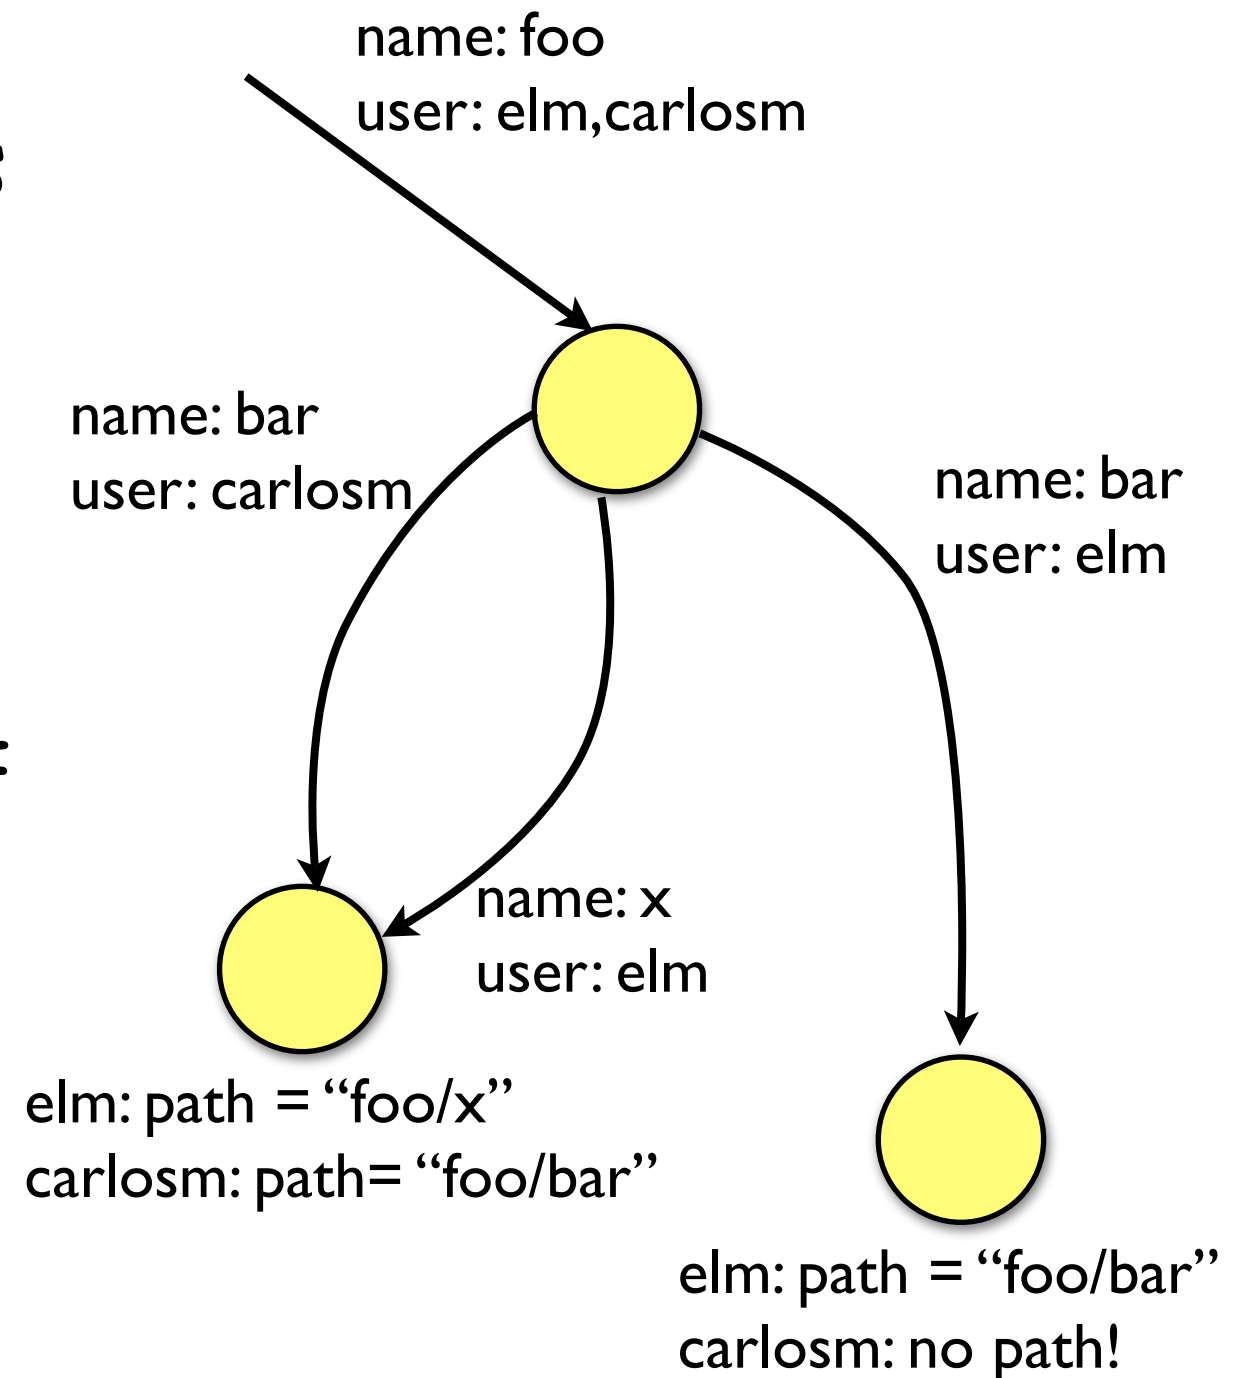 name: foo
user: elm,carlosm
name: bar
user: carlosm
name: bar
user: elm
name: x
user: elm
elm: path = “foo/x”
carlosm: path= “foo/bar”
elm: path = “foo/bar”
carlosm: no path!